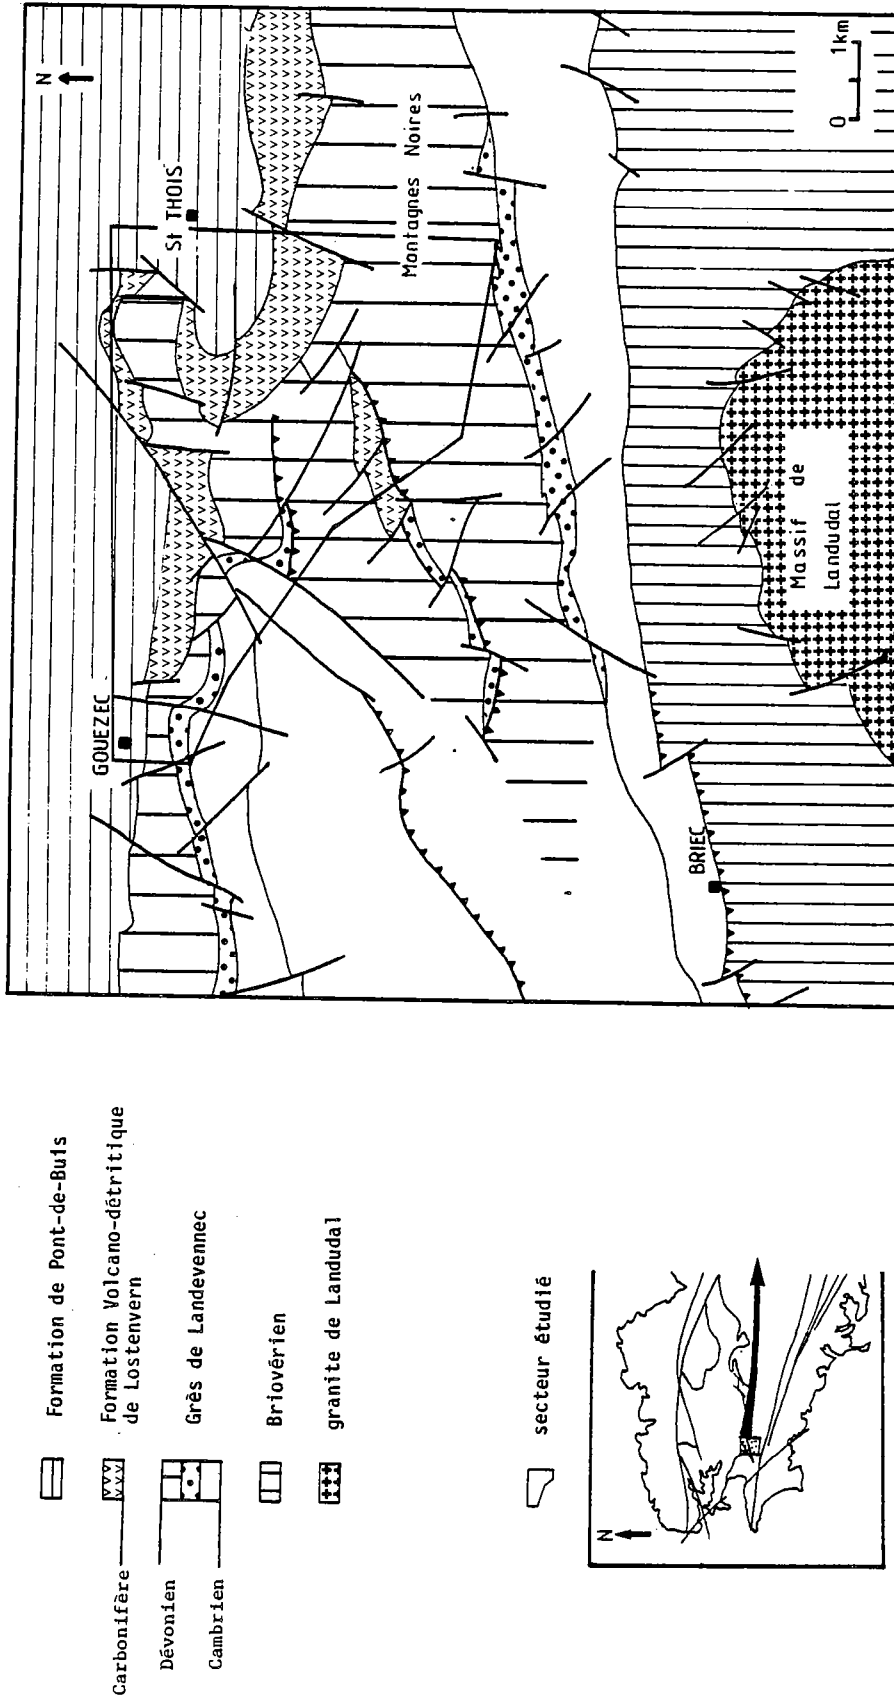 Formation de Pont-de-Buis
Carbonifère
Formation Volcano-détritique
de Lostenvern
Dévonien
Grès de Landevennec
Cambrien
Briovérien
granite de Landudal
secteur étudié
N
N
GOUEZEC
St THOIS
Montagnes Noires
BRIEC
Massif de
Landudal
0 1km